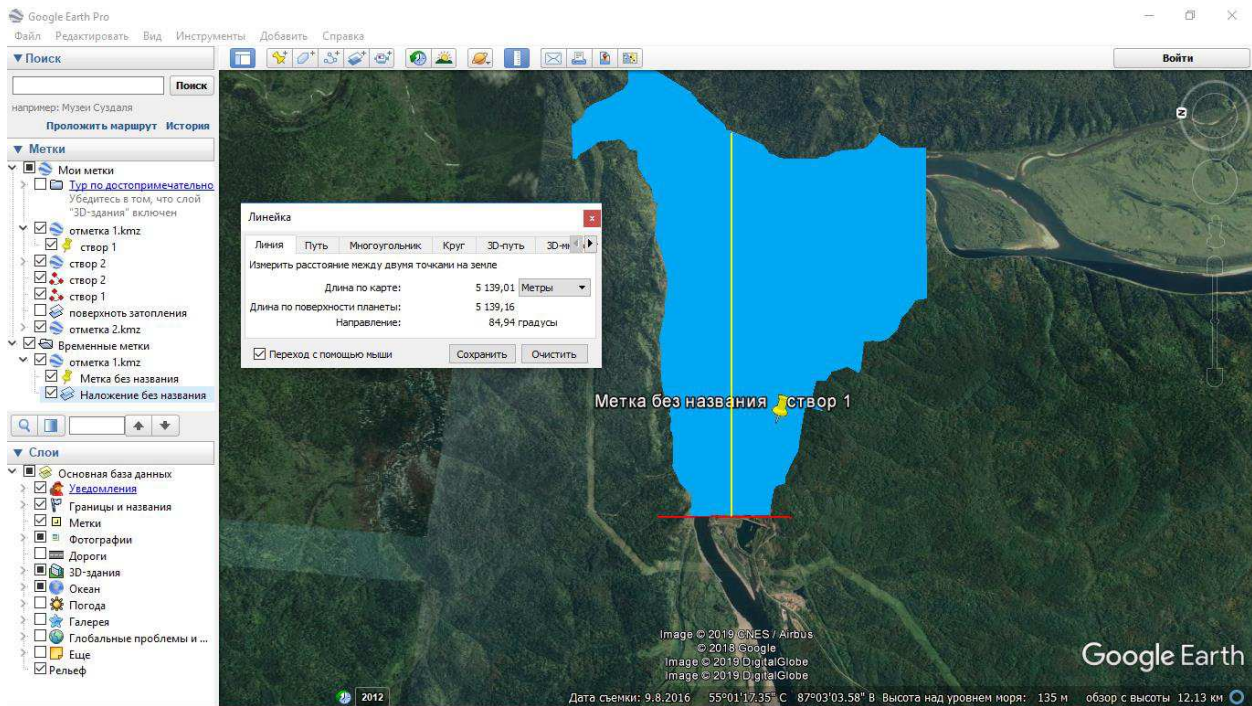 Google Earth Pro
Файл Редактировать Вид Инструменты Добавить Справка
▼ Поиск
Войти
Поиск
например: Музеи Суздаля
Проложить маршрут История
▼ Метки
Мои метки
Тур по достопримечательно
Убедитесь в том, что слой
"3D-здания" включен
отметка 1.kmz
створ 1
створ 2
створ 2
створ 1
поверхноть затопления
отметка 2.kmz
Временные метки
отметка 1.kmz
Метка без названия
Наложение без названия
▼ Слои
Основная база данных
Уведомления
Границы и названия
Метки
Фотографии
Дороги
3D-здания
Океан
Погода
Галерея
Глобальные проблемы и ...
Еще
Рельеф
Линейка
Линия Путь Многоугольник Круг 3D-путь
Измерить расстояние между двумя точками на земле
Длина по карте: 5 139,01 Метры
Длина по поверхности планеты: 5 139,16
Направление: 84,94 градусы
Переход с помощью мыши Сохранить Очистить
N
Метка без названия створ 1
Image © 2019 CNES / Airbus
© 2018 Google
Image © 2019 DigitalGlobe
Image © 2019 DigitalGlobe
Google Earth
2012
Дата съемки: 9.8.2016 55°01'17.35" С 87°03'03.58" В Высота над уровнем моря: 135 м обзор с высоты 12.13 км